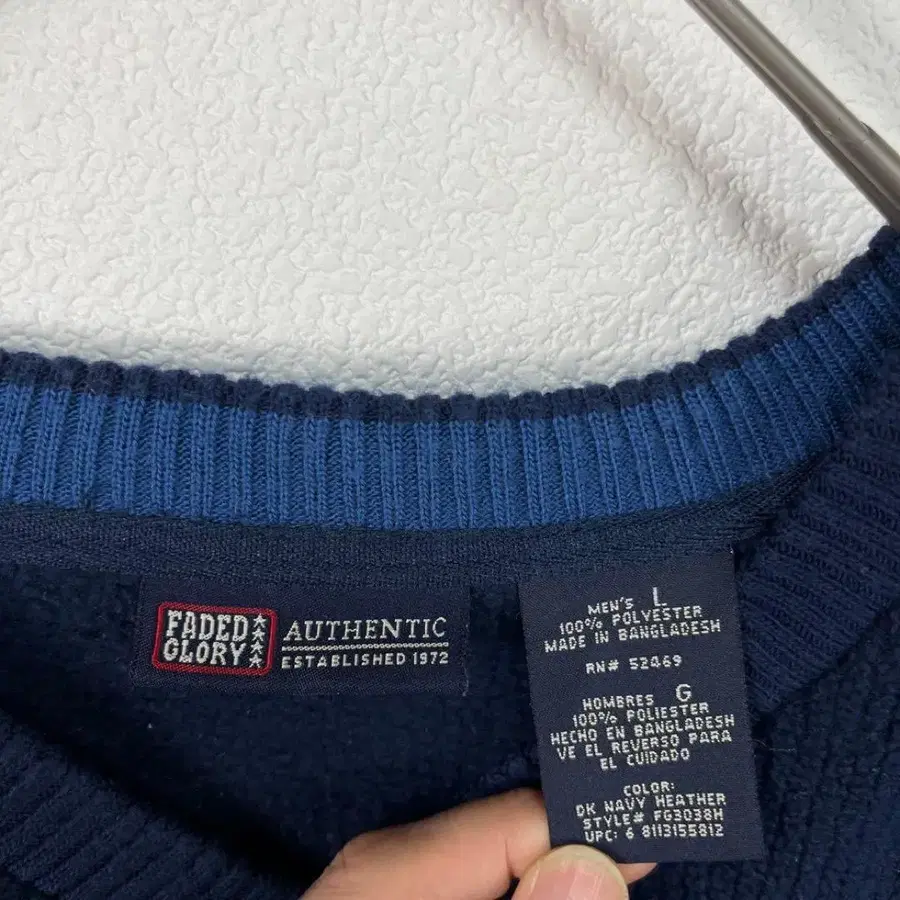 FADED
GLORY
AUTHENTIC
ESTABLISHED 1972
MEN'S L
100% POLYESTER
MADE IN BANGLADESH
RN# 52469
HOMBRES G
100% POLIESTER
HECHO EN BANGLADESH
VE EL REVERSO PARA
EL CUIDADO
COLOR:
DK NAVY HEATHER
STYLE# FG3038H
UPC: 6 8113155812